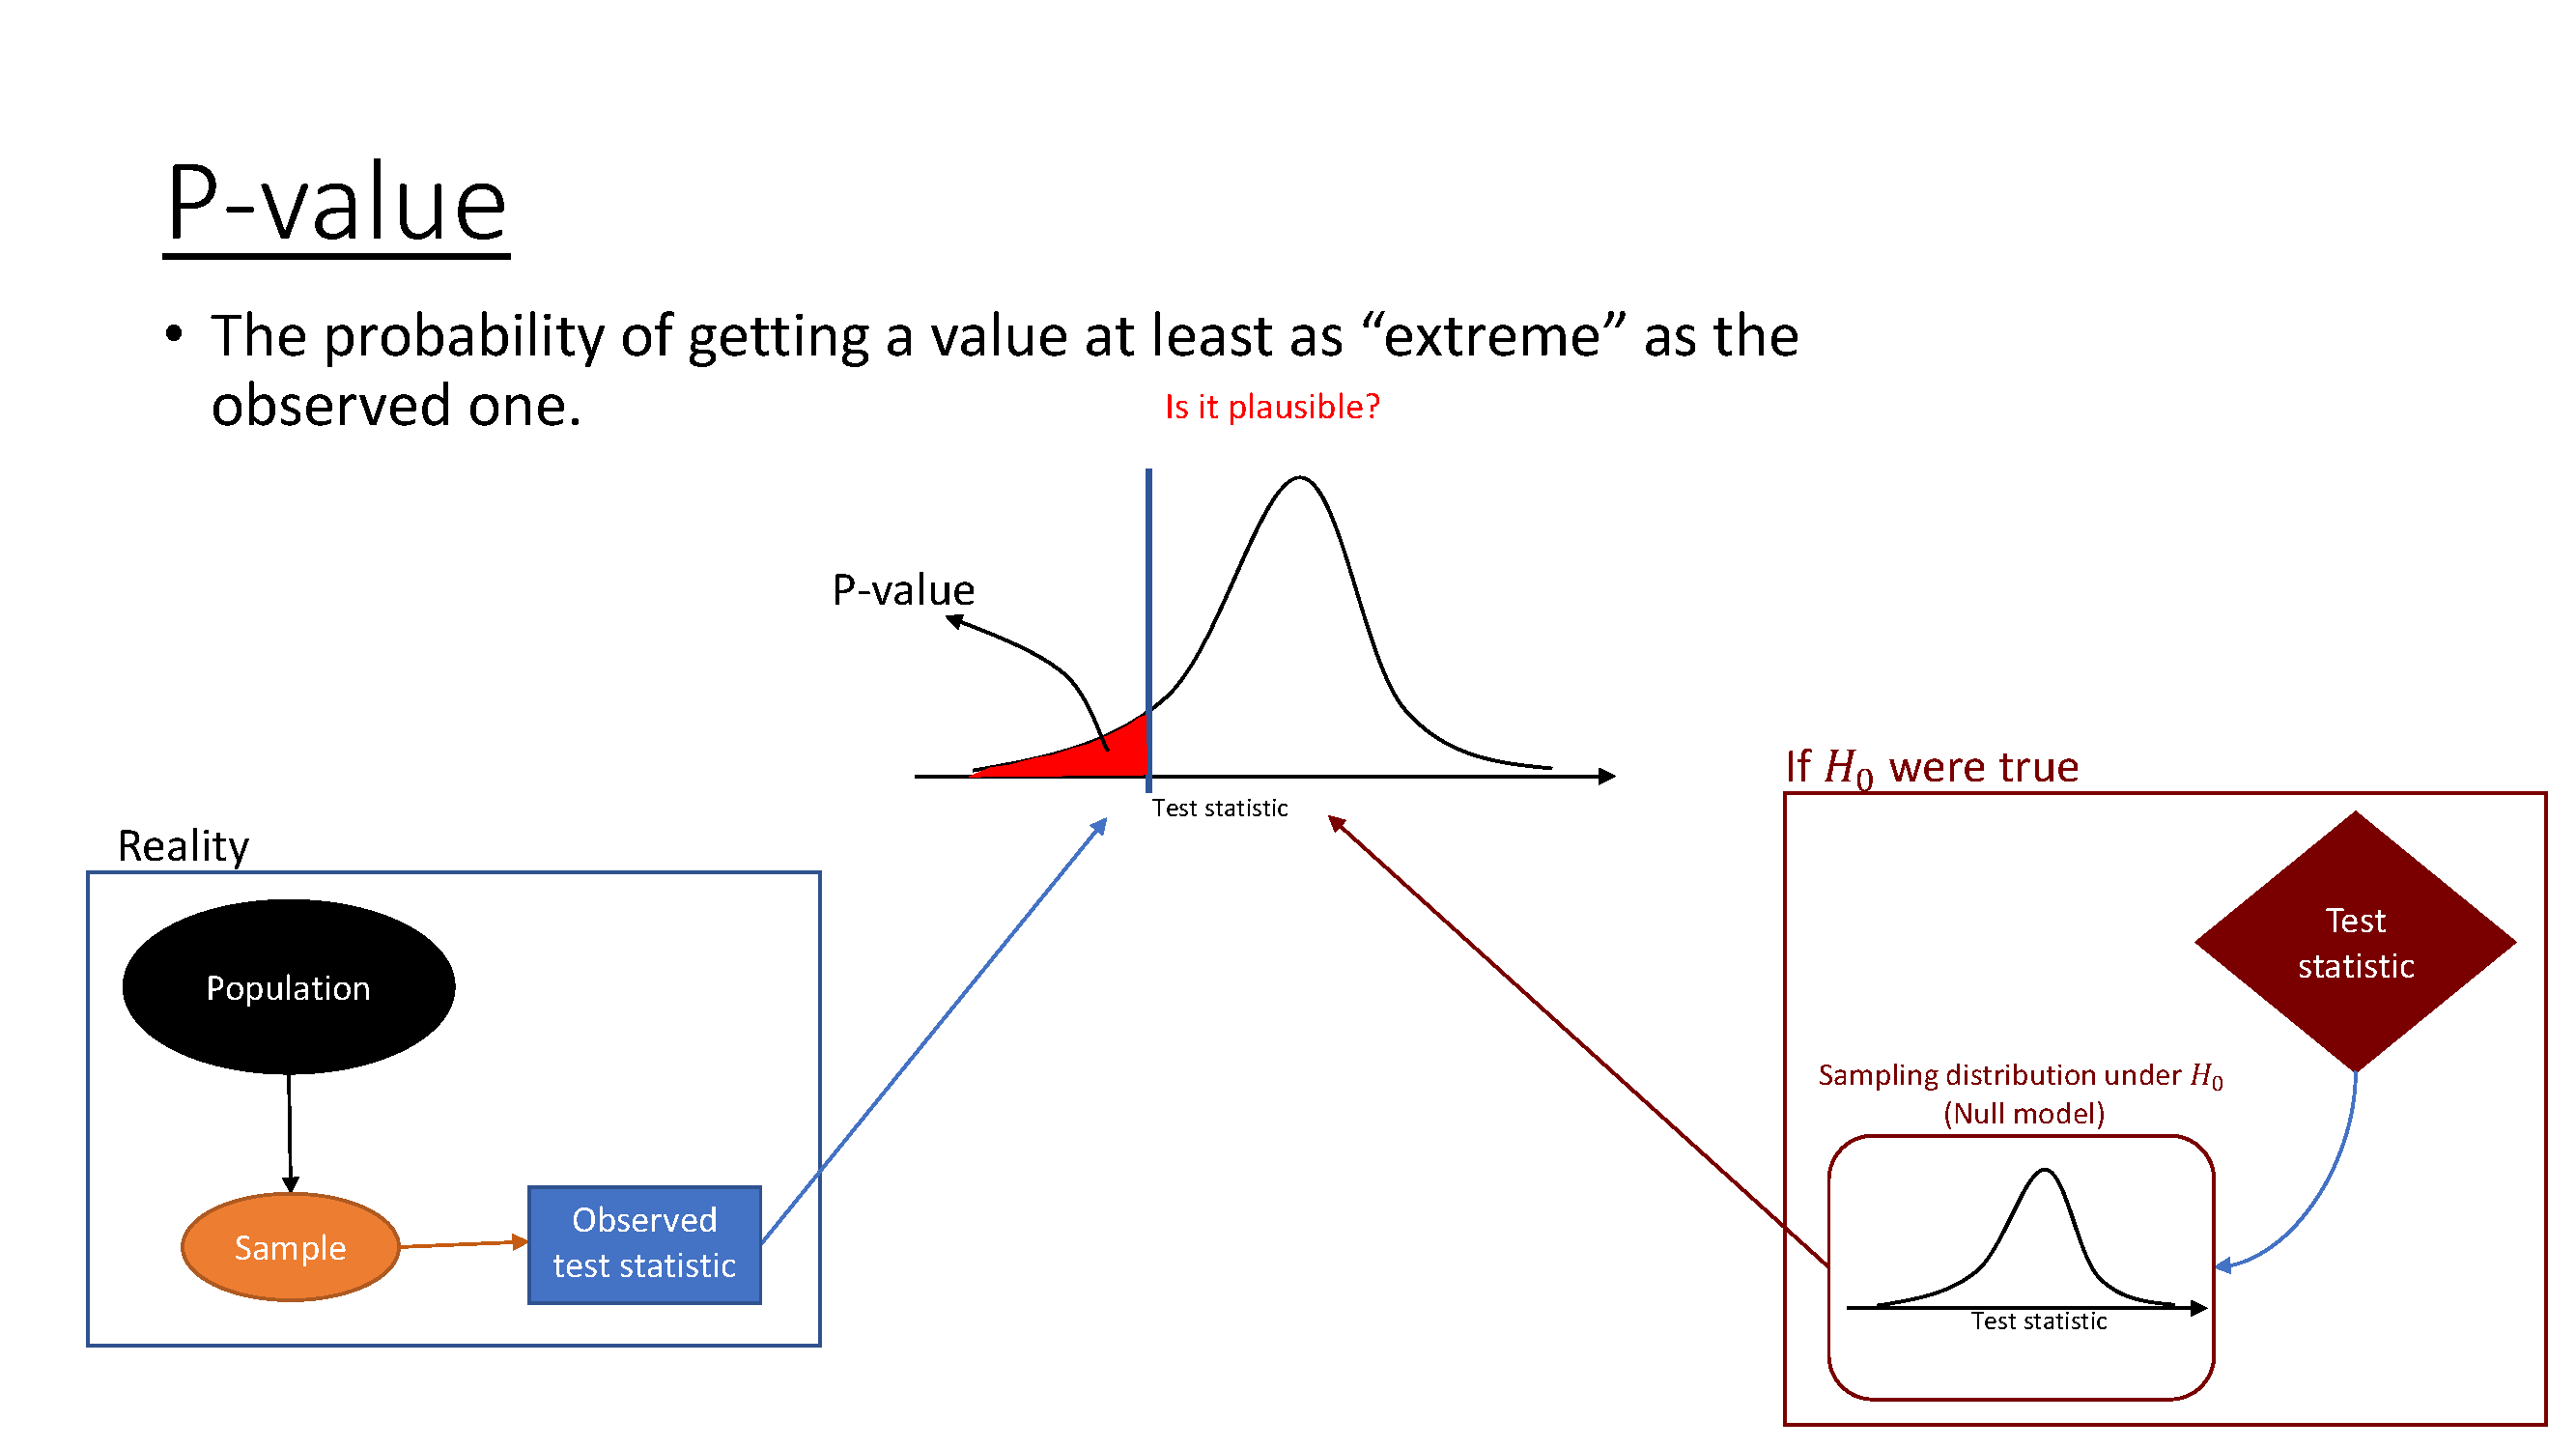 P-value
• The probability of getting a value at least as “extreme” as the
observed one.
Is it plausible?
P-value
Test statistic
If H₀ were true
Reality
Test
statistic
Population
Sampling distribution under H₀
(Null model)
Observed
test statistic
Sample
Test statistic